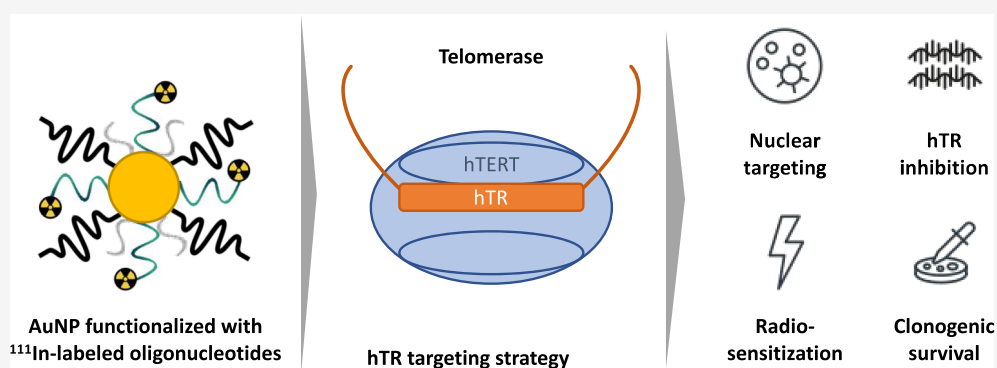 AuNP functionalized with
¹¹¹In-labeled oligonucleotides
Telomerase
hTERT
hTR
hTR targeting strategy
Nuclear
targeting
hTR
inhibition
Radio-
sensitization
Clonogenic
survival